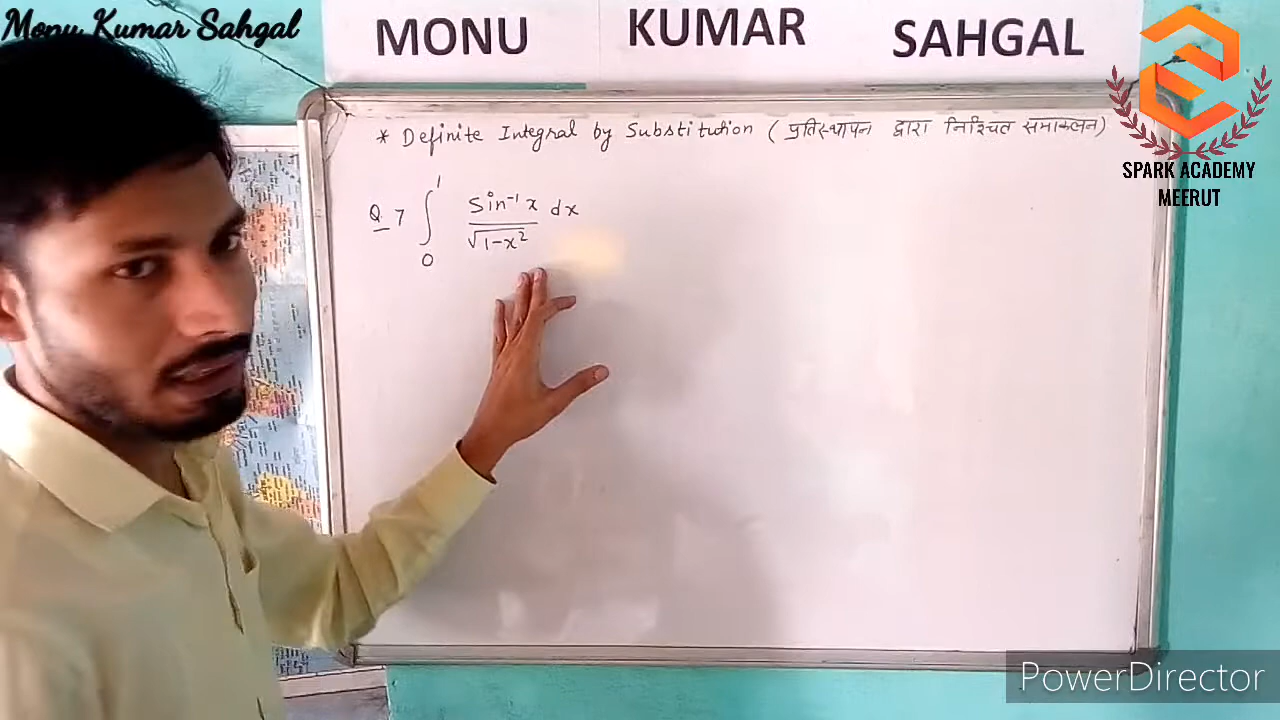 Monu Kumar Sahgal
MONU KUMAR SAHGAL
* Definite Integral by Substitution (प्रतिस्थापन द्वारा निश्चित समाकलन)
SPARK ACADEMY
MEERUT
Q.7 ∫₀¹ Sin⁻¹x / √1-x² dx
PowerDirector